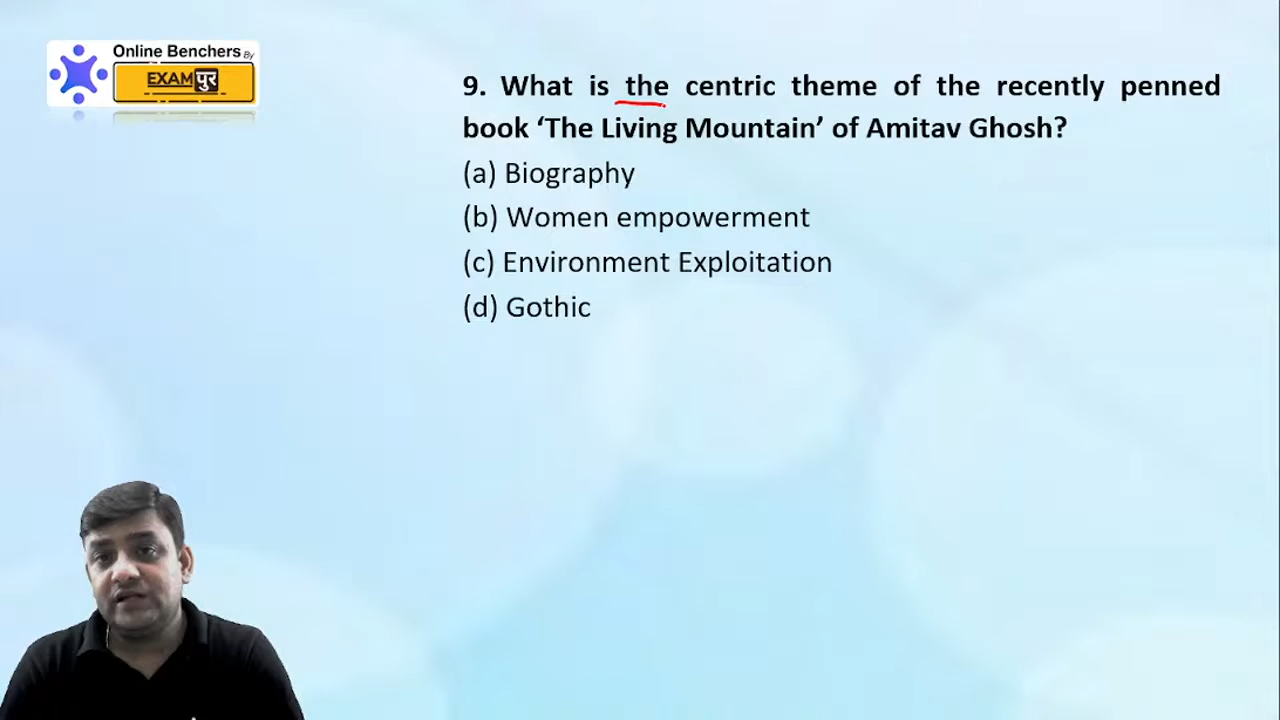 Online Benchers By
EXAMपुर
9. What is the centric theme of the recently penned
book ‘The Living Mountain’ of Amitav Ghosh?
(a) Biography
(b) Women empowerment
(c) Environment Exploitation
(d) Gothic